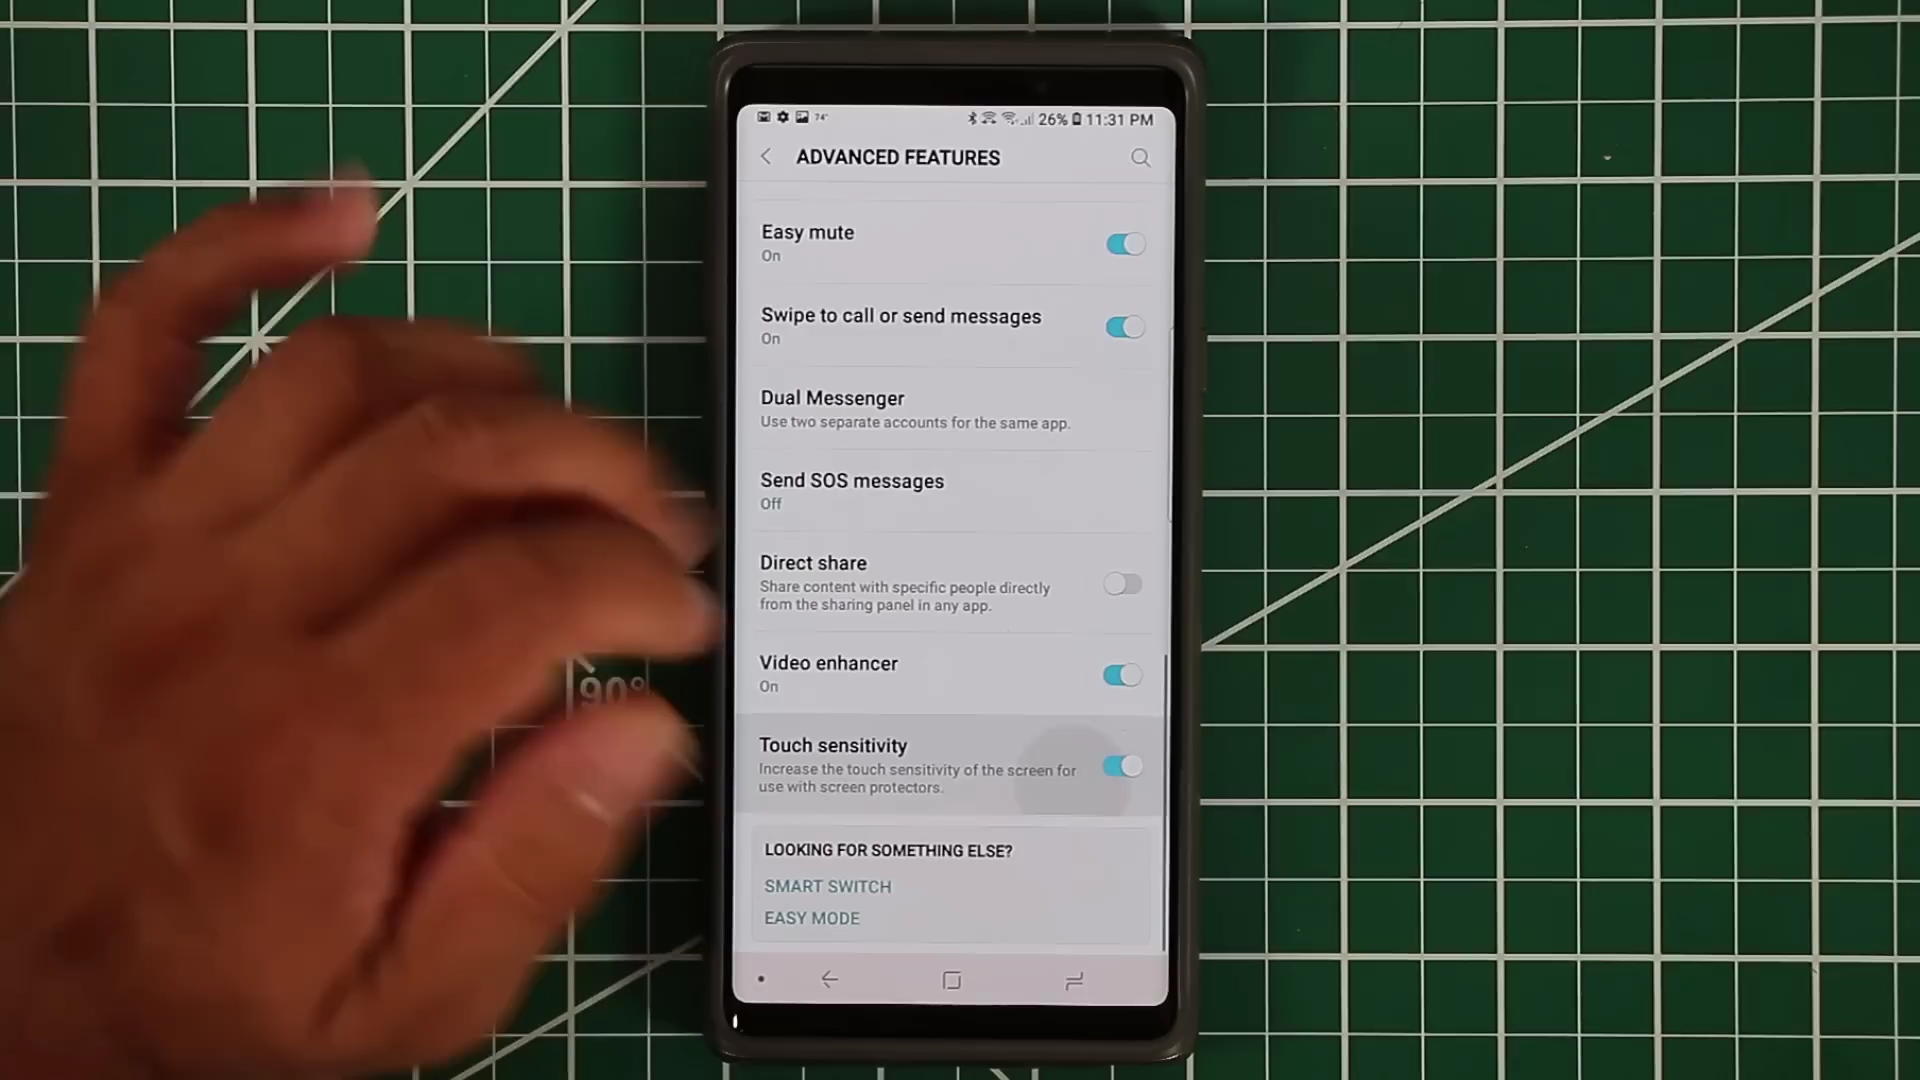 74°
26% 11:31 PM
ADVANCED FEATURES
Easy mute
On
Swipe to call or send messages
On
Dual Messenger
Use two separate accounts for the same app.
Send SOS messages
Off
Direct share
Share content with specific people directly
from the sharing panel in any app.
Video enhancer
On
90°
Touch sensitivity
Increase the touch sensitivity of the screen for
use with screen protectors.
LOOKING FOR SOMETHING ELSE?
SMART SWITCH
EASY MODE